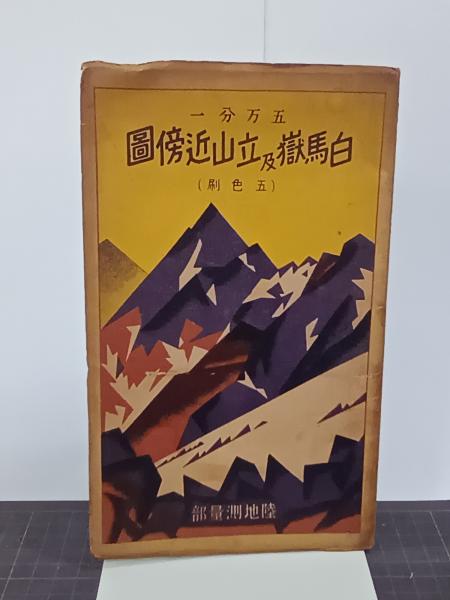 五万分一
白馬嶽及立山近傍圖
(五色刷)
陸地測量部